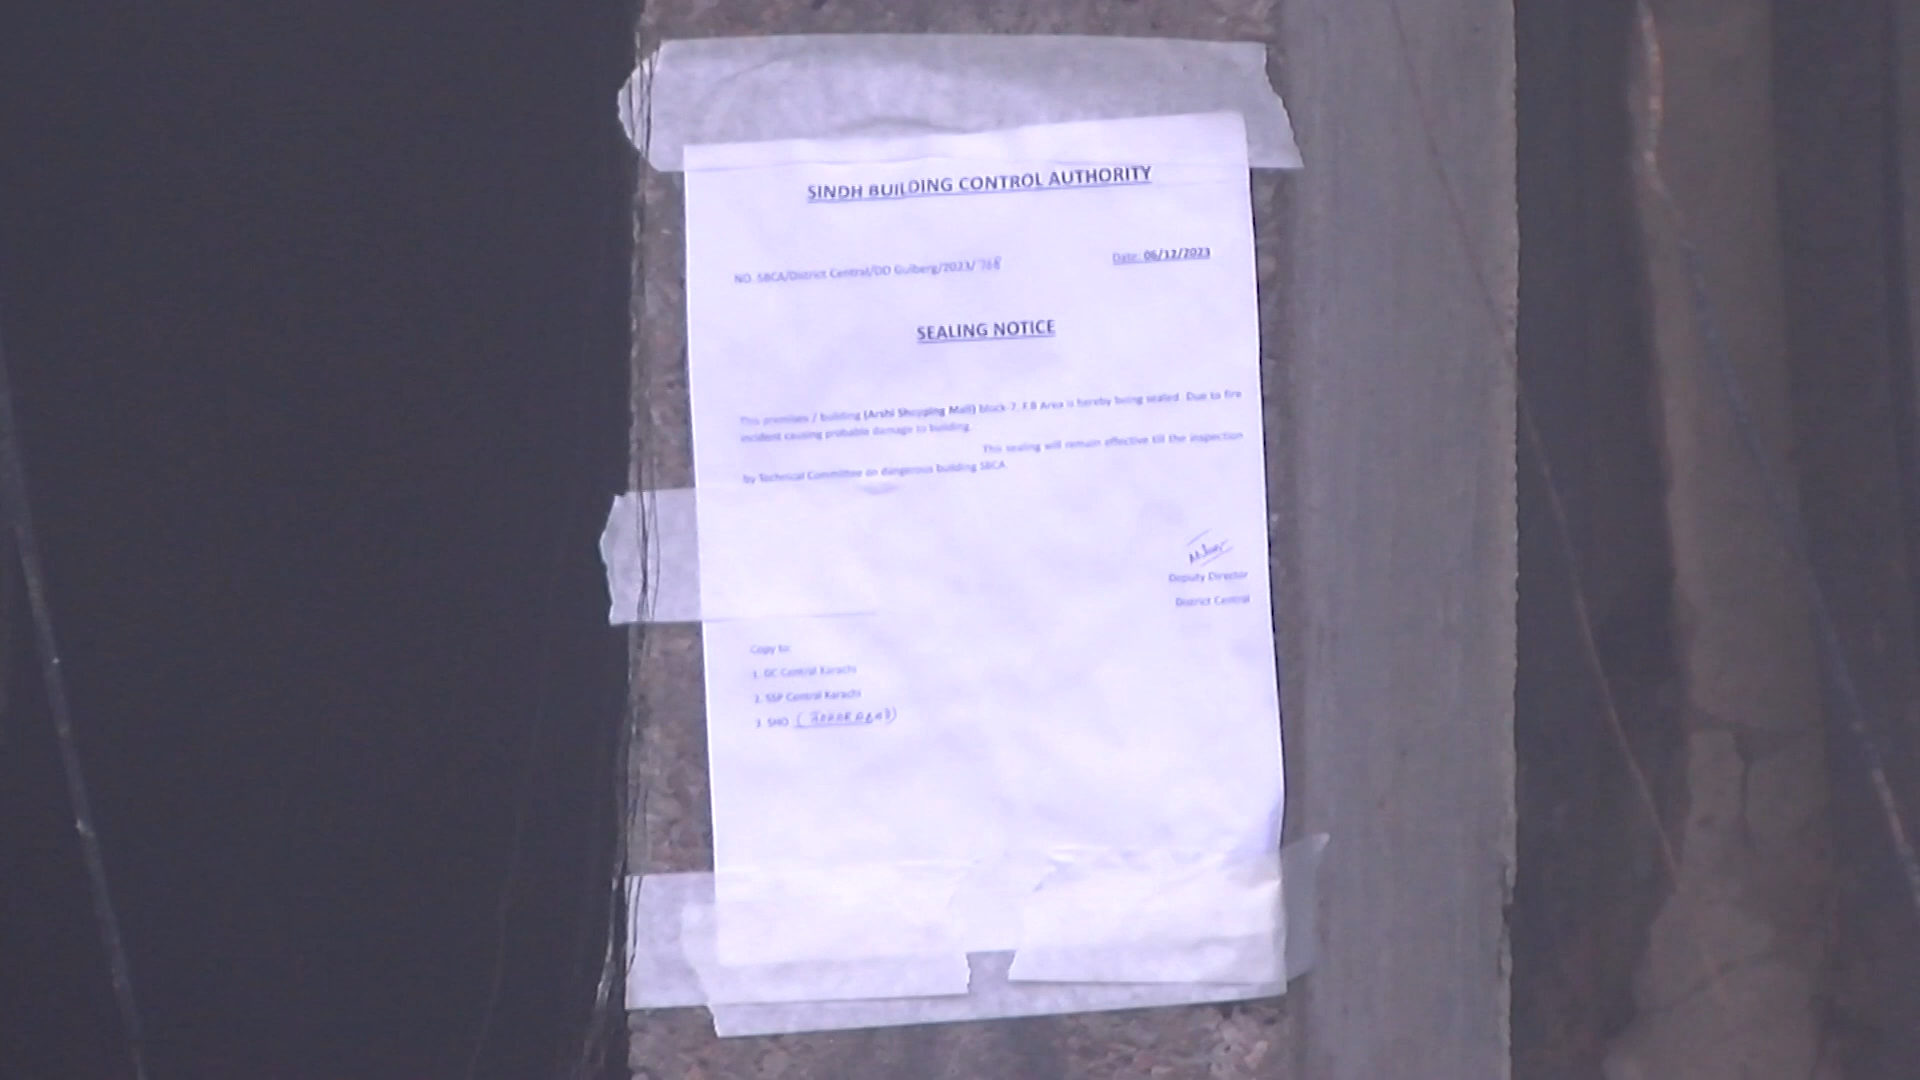 SINDH BUILDING CONTROL AUTHORITY
NO. SBCA/District Central/DD Gulberg/2023/768
Date: 06/12/2023
SEALING NOTICE
This premises / building (Arshi Shopping Mall) block-7, F.B Area is hereby being sealed. Due to fire
incident causing probable damage to building.
This sealing will remain effective till the inspection
by Technical Committee on dangerous building SBCA.
Deputy Director
District Central
Copy to:
1. DC Central Karachi
2. SSP Central Karachi
3. SHO